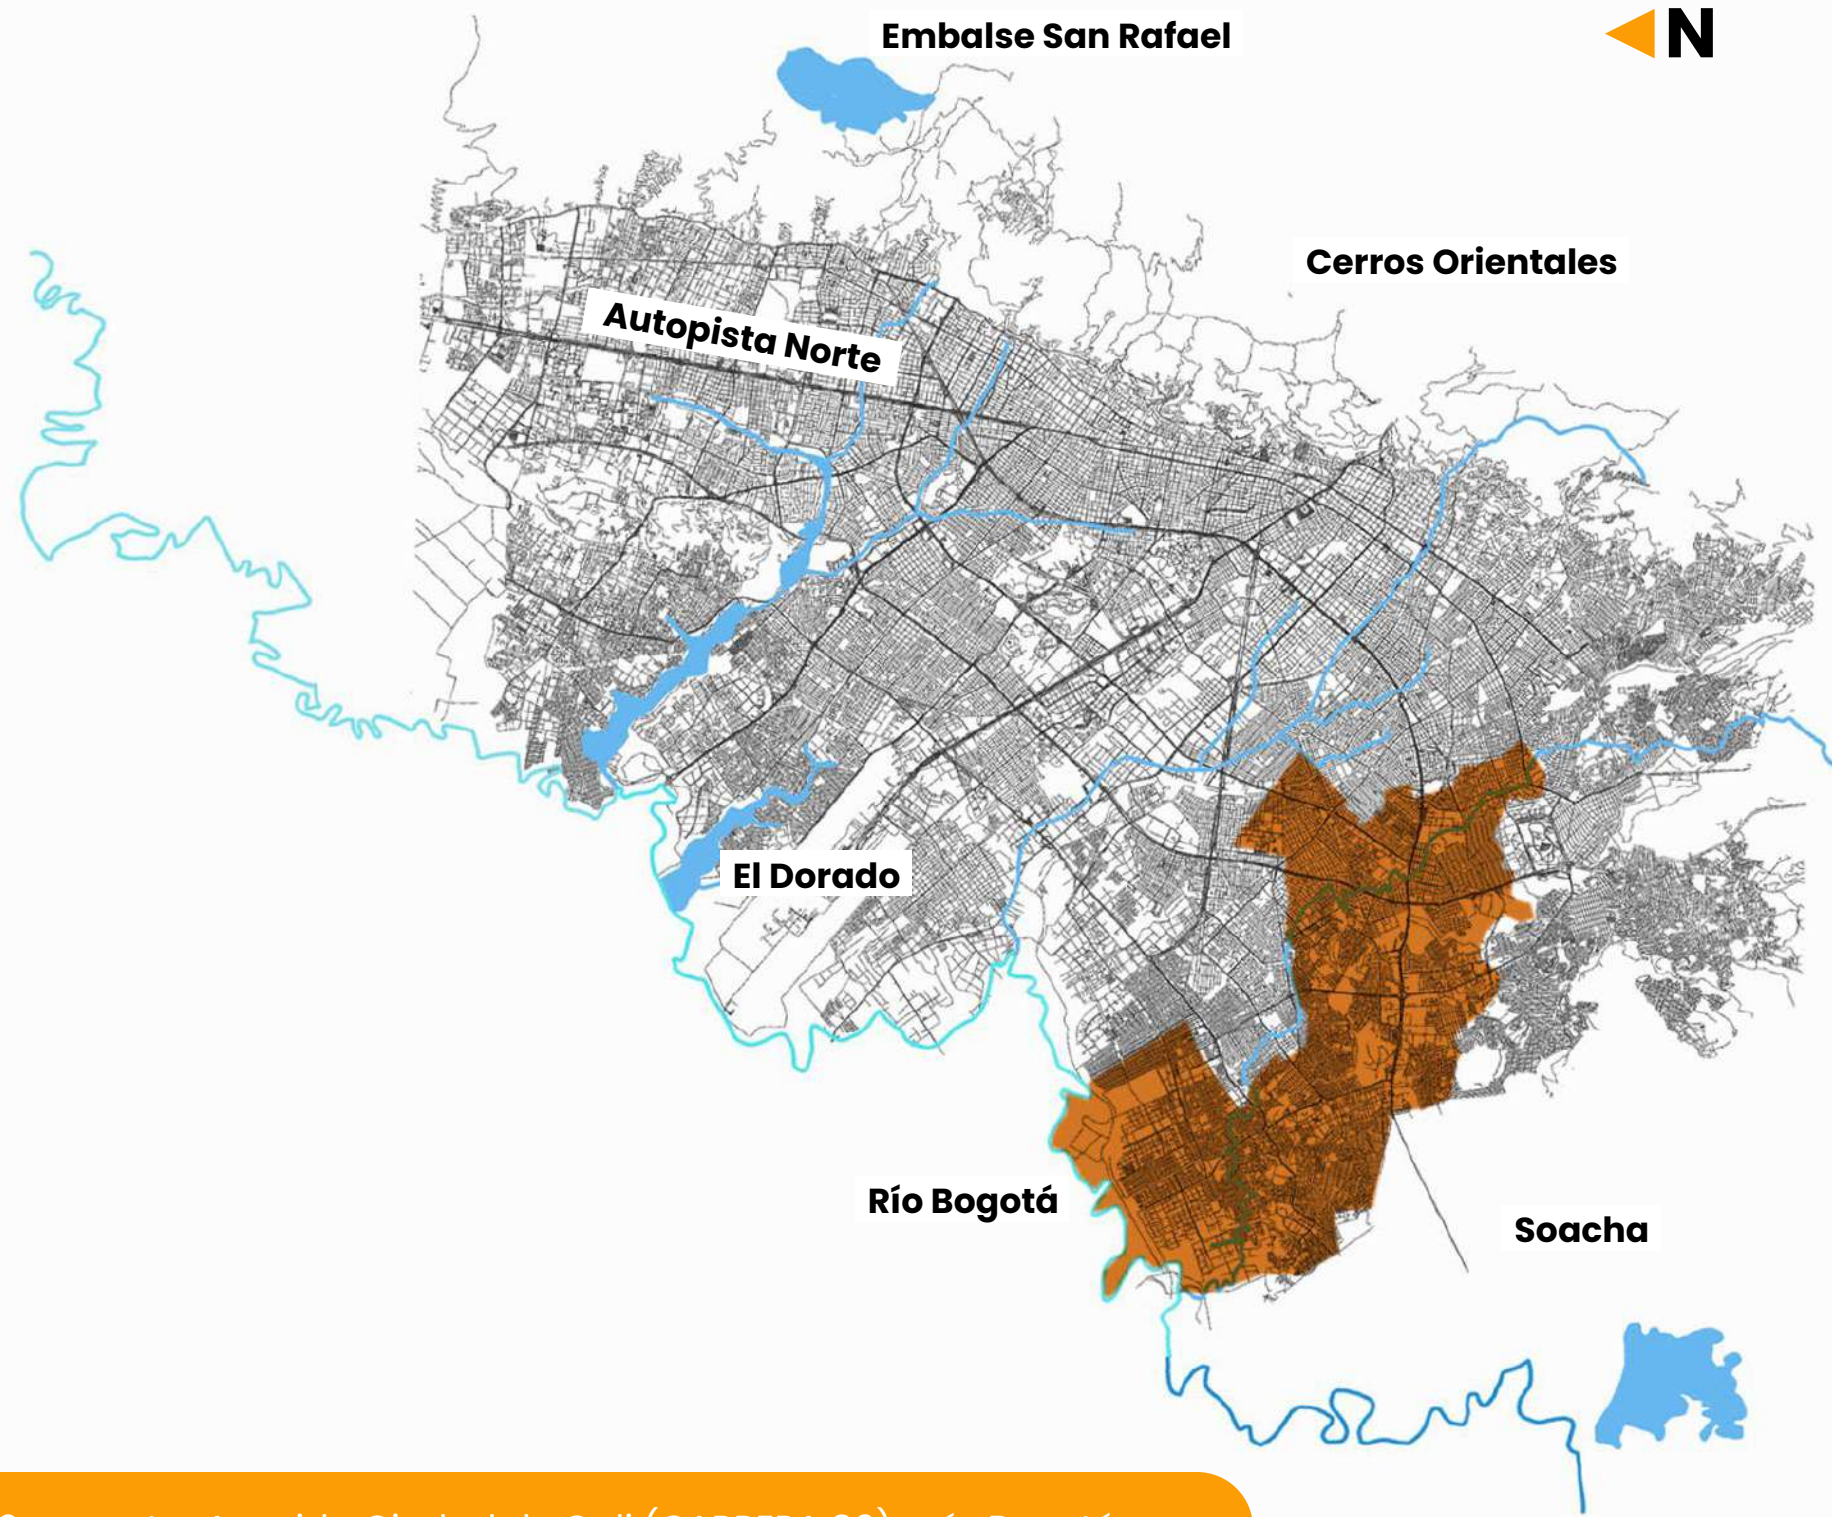 Embalse San Rafael
N
Cerros Orientales
Autopista Norte
El Dorado
Río Bogotá
Soacha